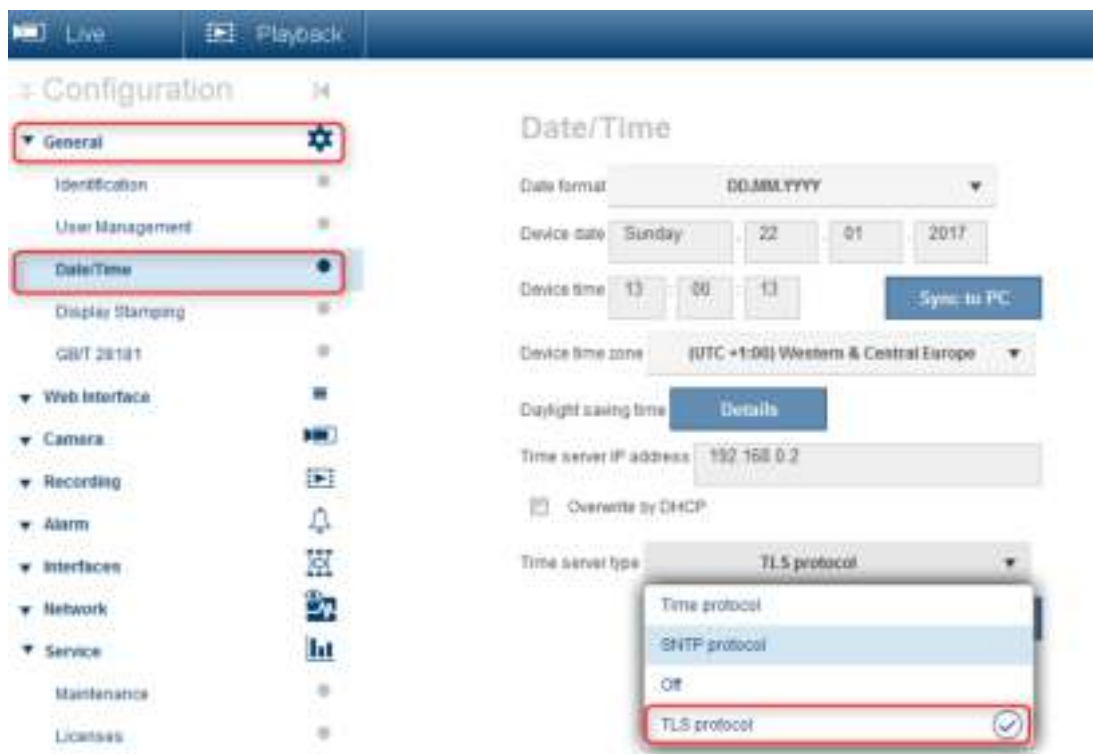 Live Playback
Configuration
General
Identification
User Management
Date/Time
Display Stamping
GB/T 28181
Web Interface
Camera
Recording
Alarm
Interfaces
Network
Service
Maintenance
Licenses
Date/Time
Date format DD.MM.YYYY
Device date Sunday . 22 . 01 . 2017
Device time 13 : 00 : 13 Sync to PC
Device time zone (UTC +1:00) Western & Central Europe
Daylight saving time Details
Time server IP address 192.168.0.2
Overwrite by DHCP
Time server type TLS protocol
Time protocol
SNTP protocol
Off
TLS protocol